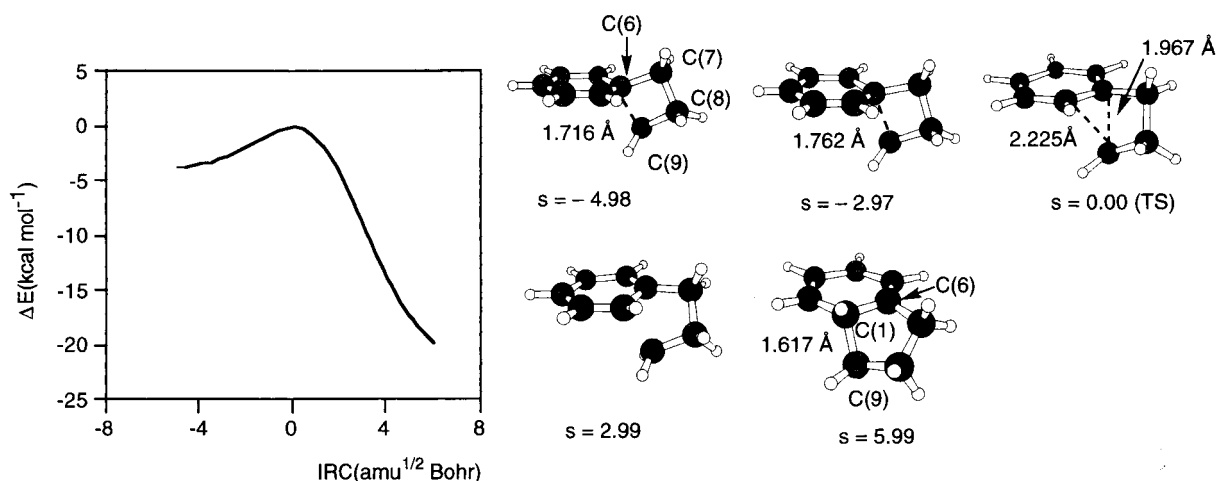 5
0
-5
-10
-15
-20
-25
ΔE(kcal mol⁻¹)
-8
-4
0
4
8
IRC(amu^1/2 Bohr)
C(6)
C(7)
C(8)
1.716 Å
C(9)
s = – 4.98
1.762 Å
s = -2.97
1.967 Å
2.225Å
s = 0.00 (TS)
s = 2.99
C(6)
C(1)
1.617 Å
C(9)
s = 5.99